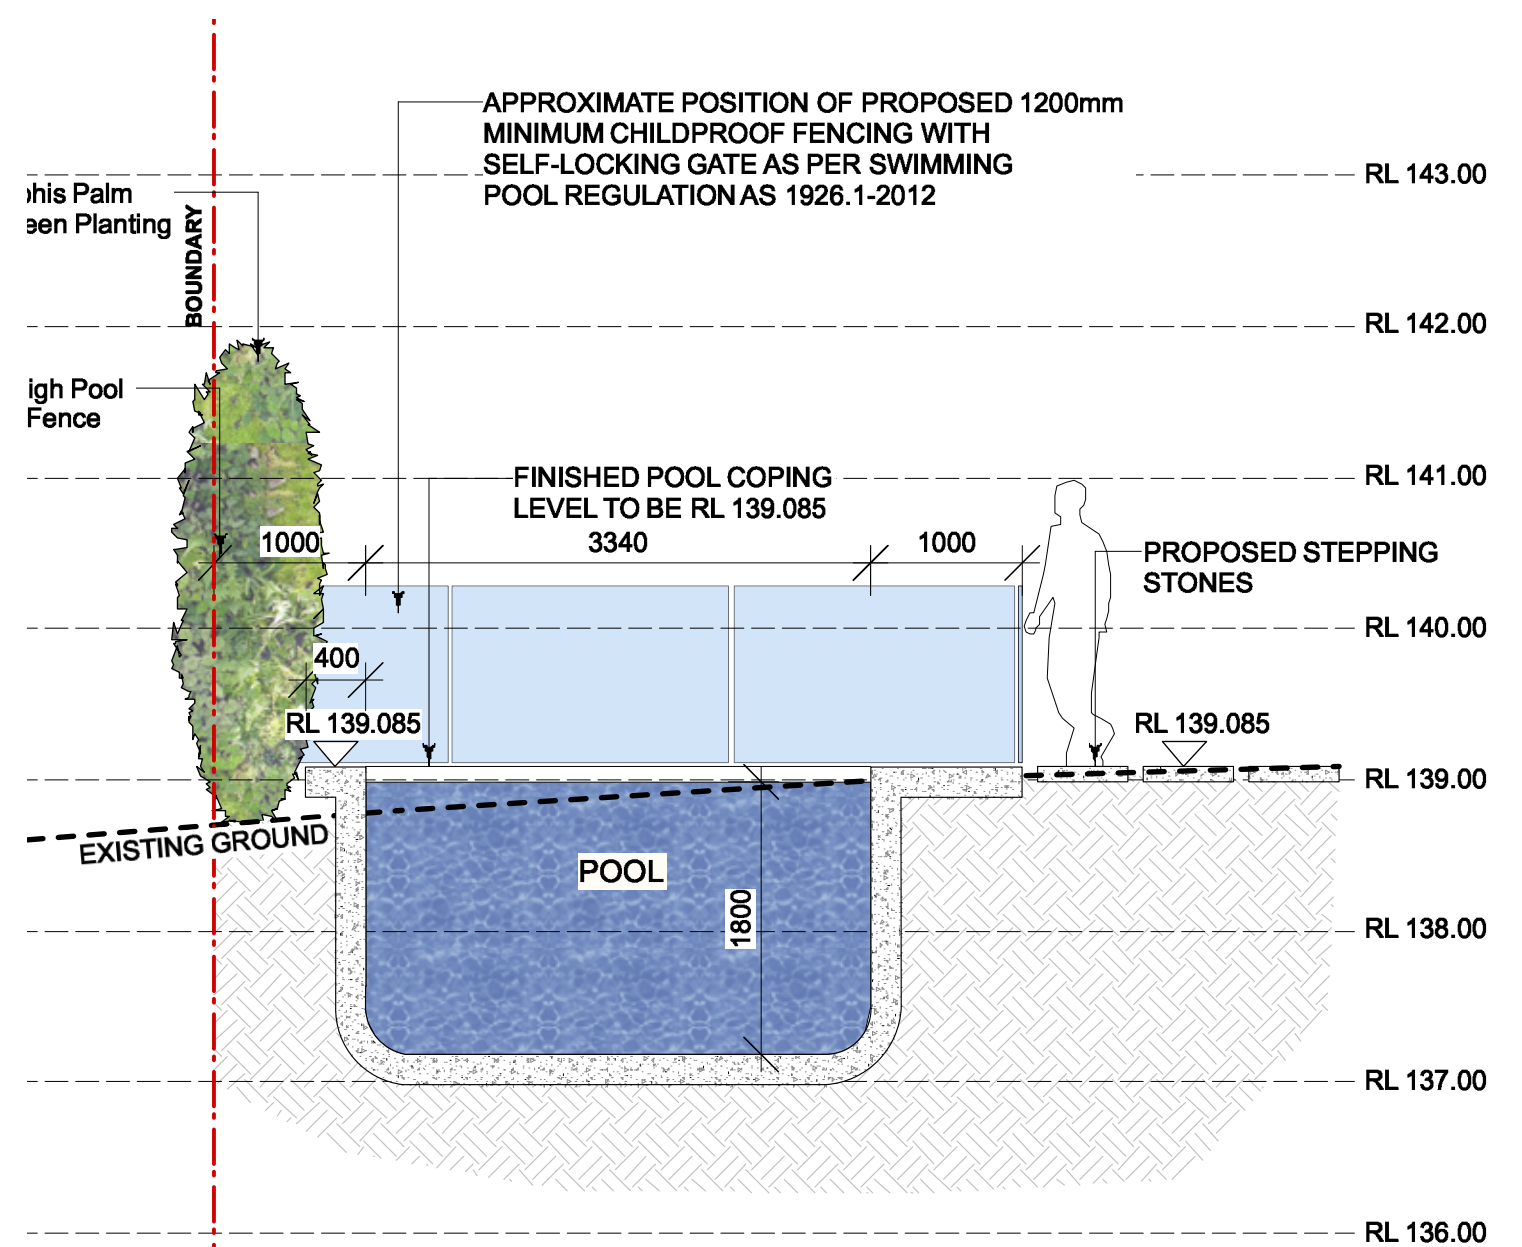 APPROXIMATE POSITION OF PROPOSED 1200mm
MINIMUM CHILDPROOF FENCING WITH
SELF-LOCKING GATE AS PER SWIMMING
POOL REGULATION AS 1926.1-2012
RL 143.00
Palm
Planting
BOUNDARY
RL 142.00
Pool
Fence
FINISHED POOL COPING
LEVEL TO BE RL 139.085
RL 141.00
1000
3340
1000
PROPOSED STEPPING
STONES
RL 140.00
400
RL 139.085
RL 139.085
RL 139.00
EXISTING GROUND
POOL
1800
RL 138.00
RL 137.00
RL 136.00